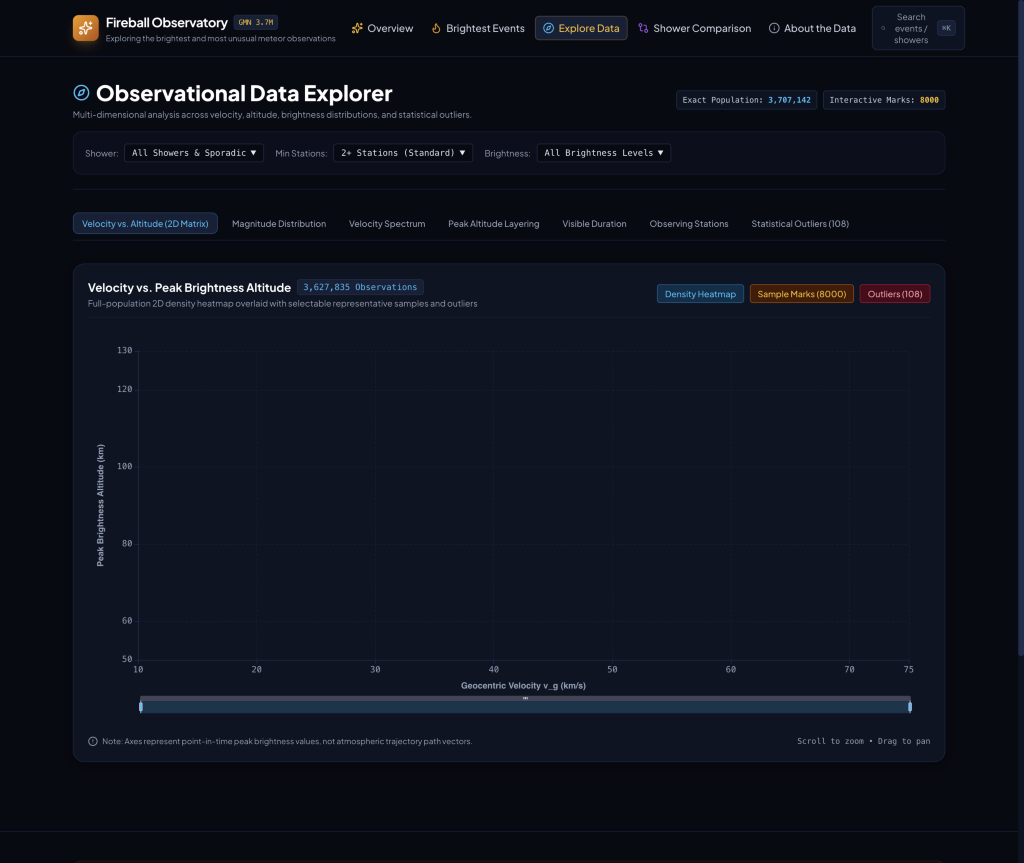 Fireball Observatory GMN 3.7M
Exploring the brightest and most unusual meteor observations
Overview
Brightest Events
Explore Data
Shower Comparison
About the Data
Search
events /
showers
⌘K
Observational Data Explorer
Multi-dimensional analysis across velocity, altitude, brightness distributions, and statistical outliers.
Exact Population: 3,707,142
Interactive Marks: 8000
Shower: All Showers & Sporadic ▼
Min Stations: 2+ Stations (Standard) ▼
Brightness: All Brightness Levels ▼
Velocity vs. Altitude (2D Matrix)
Magnitude Distribution
Velocity Spectrum
Peak Altitude Layering
Visible Duration
Observing Stations
Statistical Outliers (108)
Velocity vs. Peak Brightness Altitude 3,627,835 Observations
Full-population 2D density heatmap overlaid with selectable representative samples and outliers
Density Heatmap
Sample Marks (8000)
Outliers (108)
Peak Brightness Altitude (km)
130
120
100
80
60
50
10 20 30 40 50 60 70 75
Geocentric Velocity v_g (km/s)
Note: Axes represent point-in-time peak brightness values, not atmospheric trajectory path vectors.
Scroll to zoom • Drag to pan